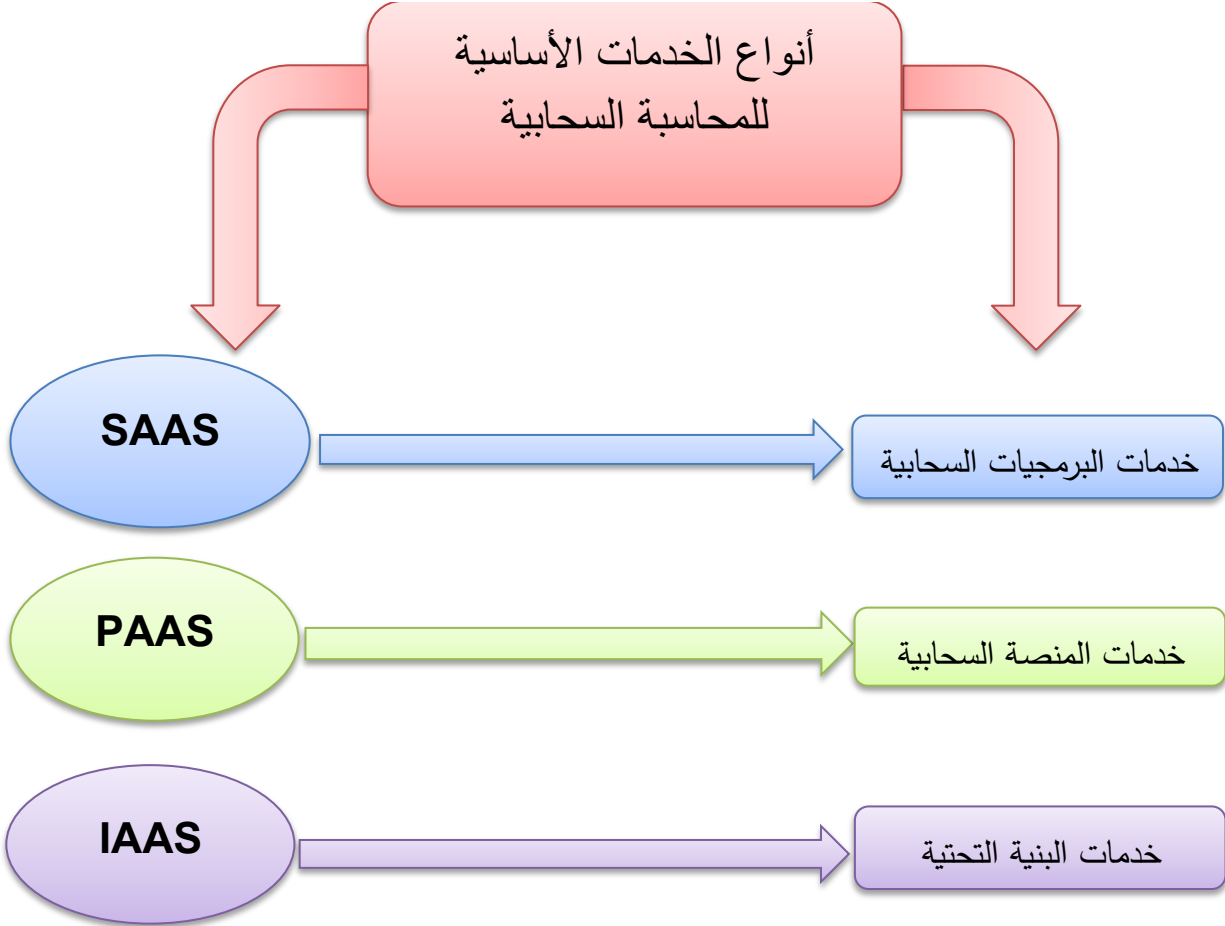 أنواع الخدمات الأساسية
للمحاسبة السحابية
SAAS
خدمات البرمجيات السحابية
PAAS
خدمات المنصة السحابية
IAAS
خدمات البنية التحتية